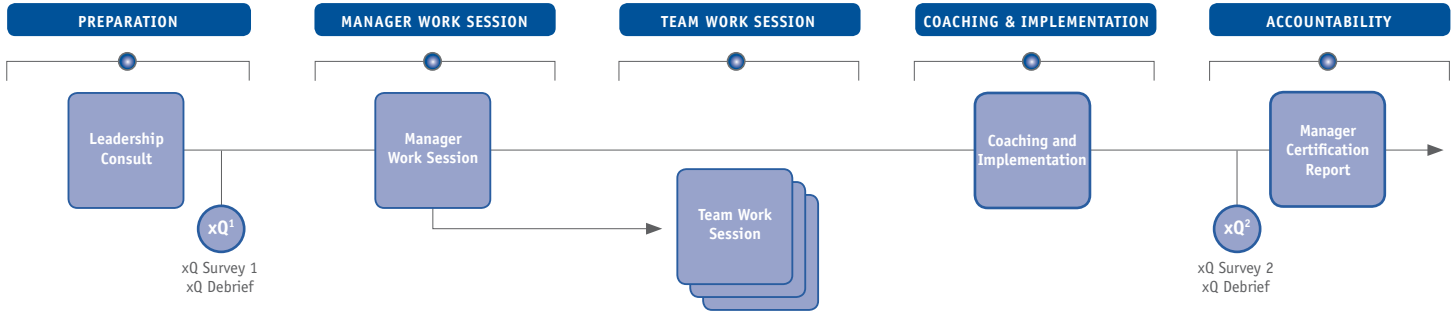 PREPARATION
MANAGER WORK SESSION
TEAM WORK SESSION
COACHING & IMPLEMENTATION
ACCOUNTABILITY
Leadership
Consult
xQ¹
xQ Survey 1
xQ Debrief
Manager
Work Session
Team Work
Session
Coaching and
Implementation
xQ²
xQ Survey 2
xQ Debrief
Manager
Certification
Report